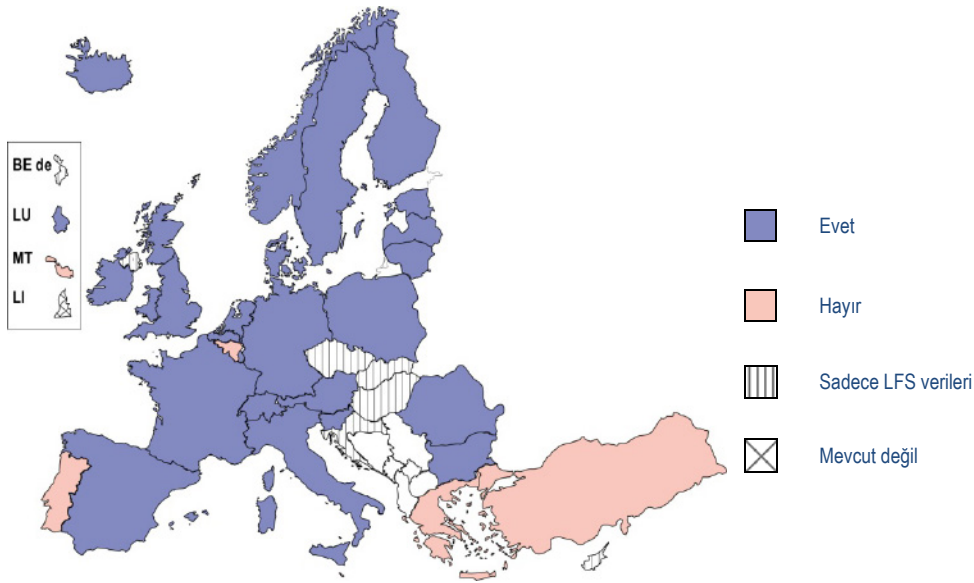 BE de
LU
MT
LI
Evet
Hayır
Sadece LFS verileri
Mevcut değil